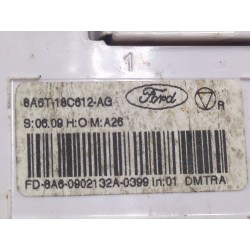 1
8A6T-18C612-AG
Ford
R
S:06.09 H:O M:A26
FD-8A6-0902132A-0399 In:01 DMTRA